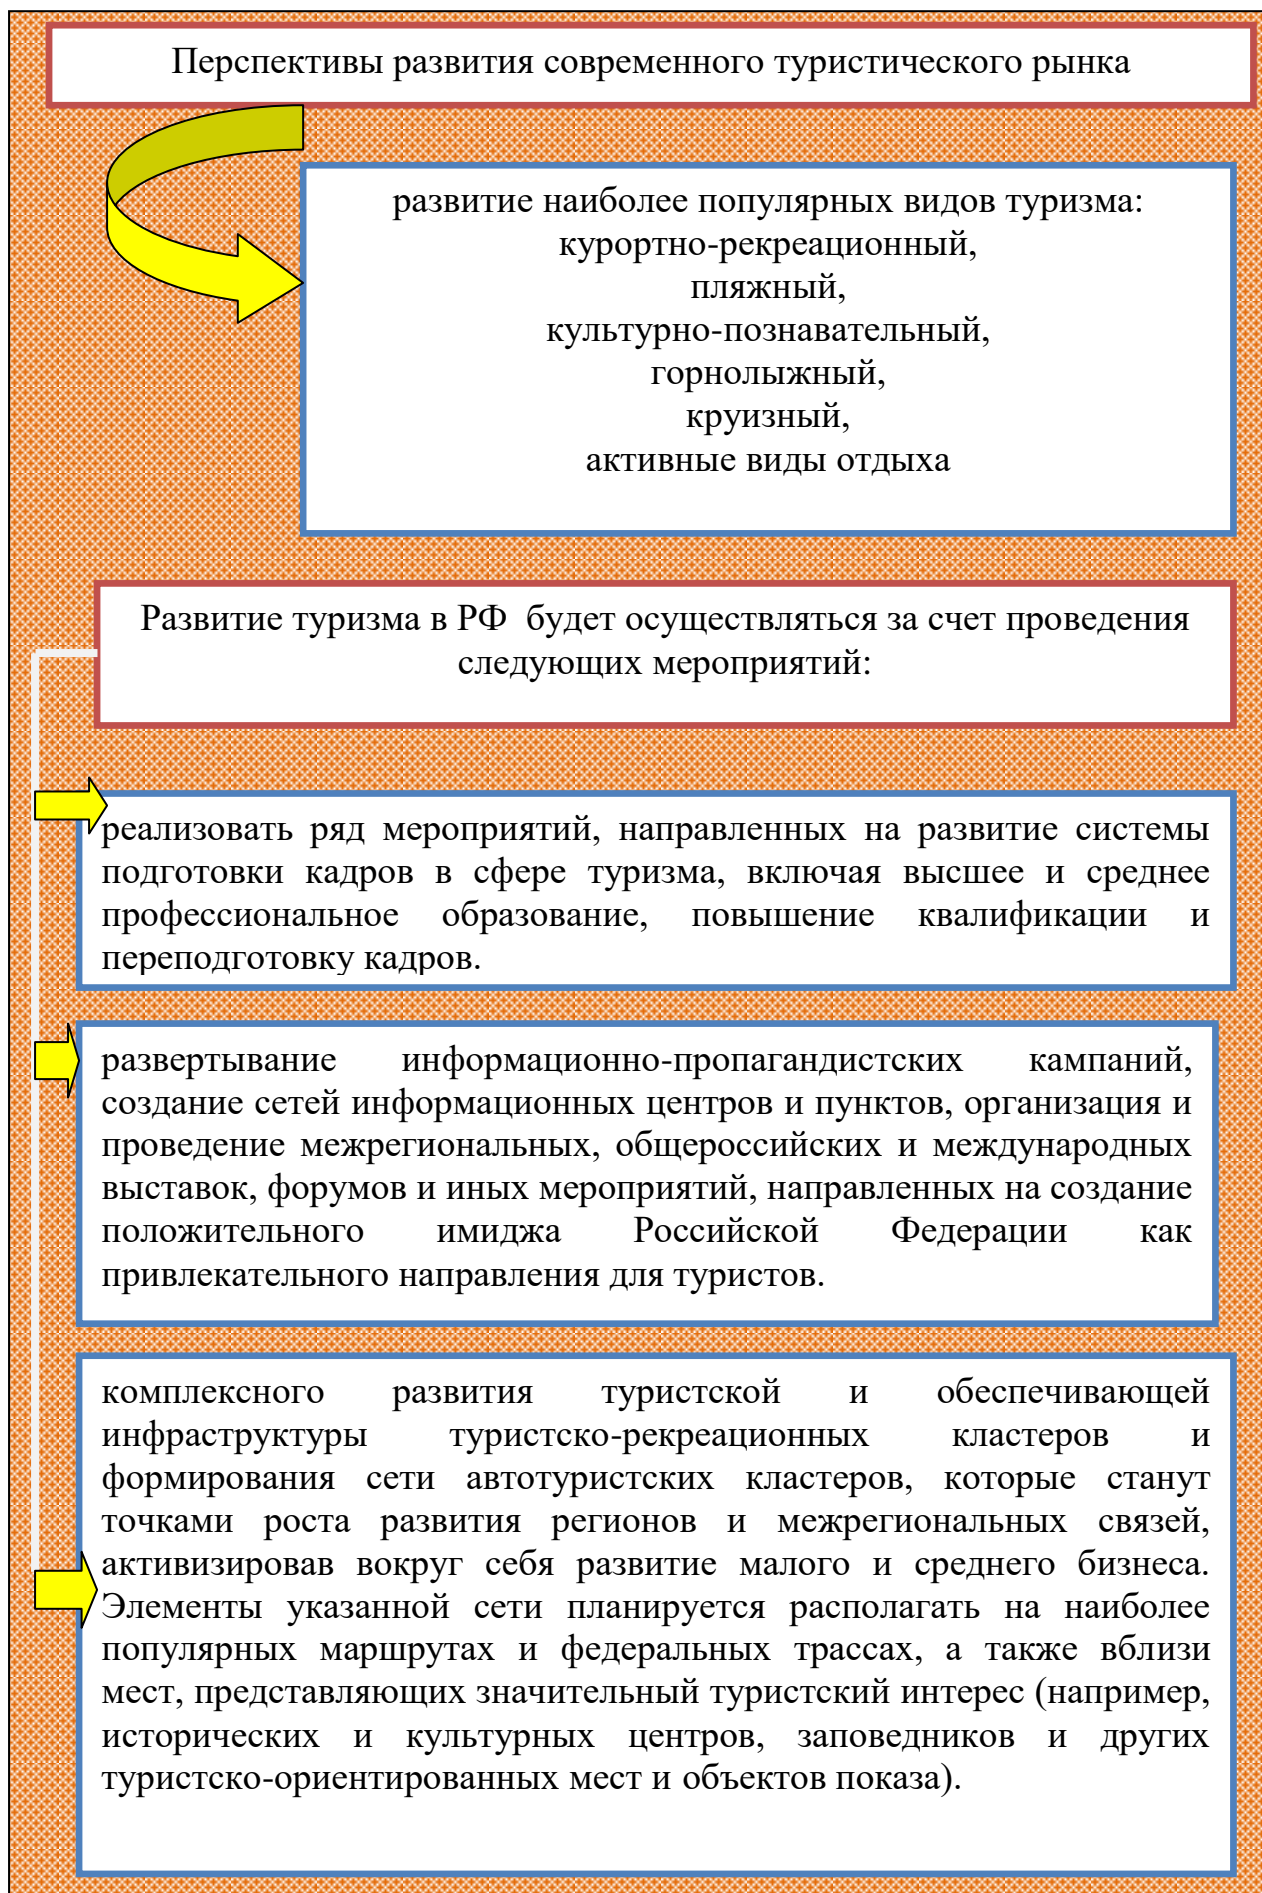 Перспективы развития современного туристического рынка
развитие наиболее популярных видов туризма:
курортно-рекреационный,
пляжный,
культурно-познавательный,
горнолыжный,
круизный,
активные виды отдыха
Развитие туризма в РФ  будет осуществляться за счет проведения
следующих мероприятий:
реализовать ряд мероприятий, направленных на развитие системы
подготовки кадров в сфере туризма, включая высшее и среднее
профессиональное образование, повышение квалификации и
переподготовку кадров.
развертывание информационно-пропагандистских кампаний,
создание сетей информационных центров и пунктов, организация и
проведение межрегиональных, общероссийских и международных
выставок, форумов и иных мероприятий, направленных на создание
положительного имиджа Российской Федерации как
привлекательного направления для туристов.
комплексного развития туристской и обеспечивающей
инфраструктуры туристско-рекреационных кластеров и
формирования сети автотуристских кластеров, которые станут
точками роста развития регионов и межрегиональных связей,
активизировав вокруг себя развитие малого и среднего бизнеса.
Элементы указанной сети планируется располагать на наиболее
популярных маршрутах и федеральных трассах, а также вблизи
мест, представляющих значительный туристский интерес (например,
исторических и культурных центров, заповедников и других
туристско-ориентированных мест и объектов показа).